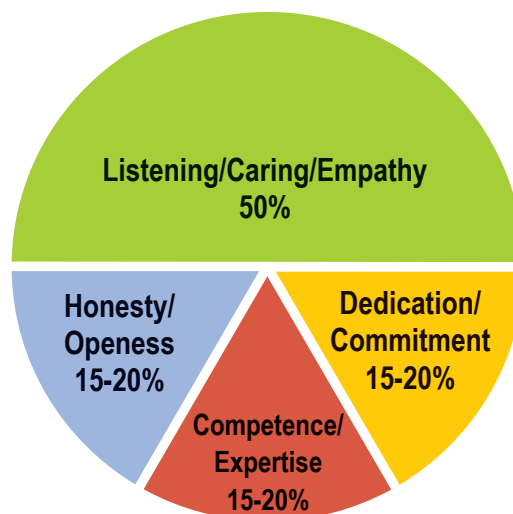 Listening/Caring/Empathy
50%
Honesty/
Openess
15-20%
Dedication/
Commitment
15-20%
Competence/
Expertise
15-20%